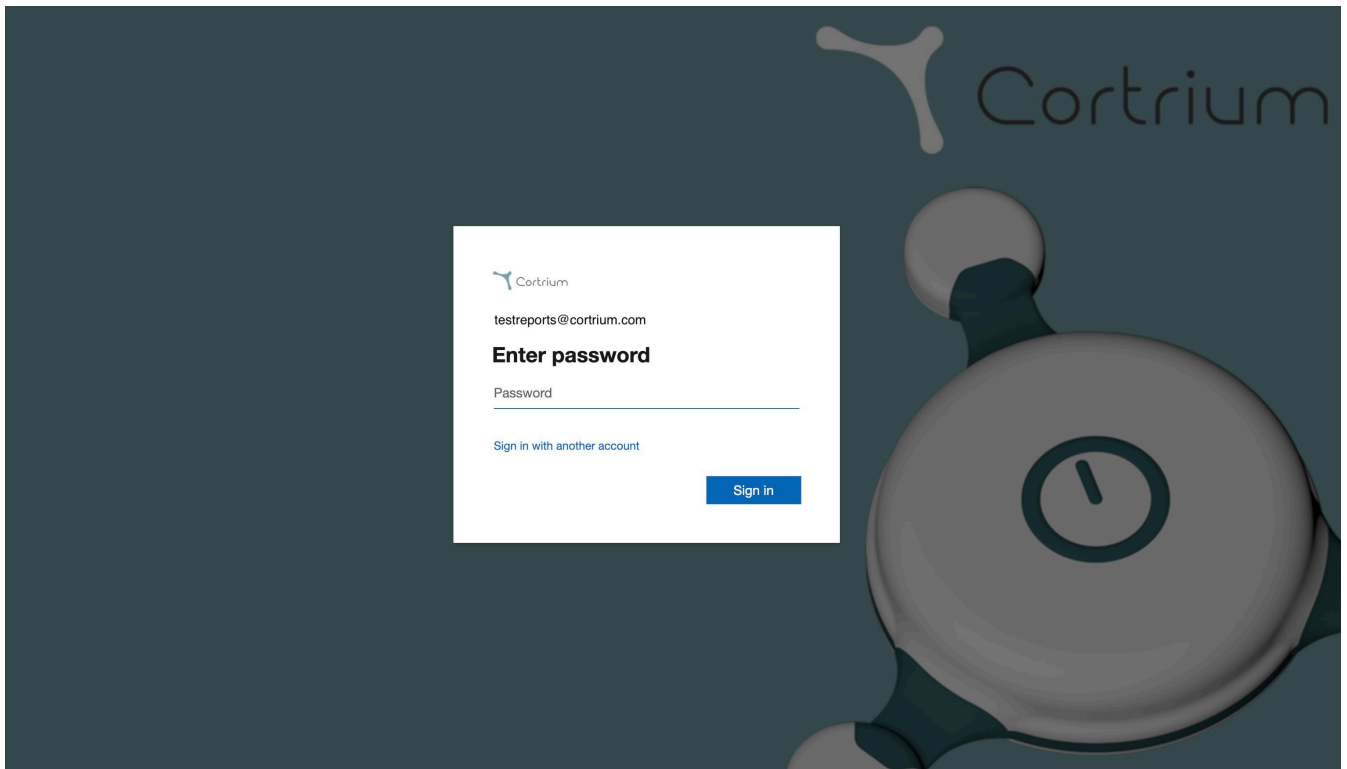 Cortrium
Cortrium
testreports@cortrium.com
Enter password
Password
Sign in with another account
Sign in